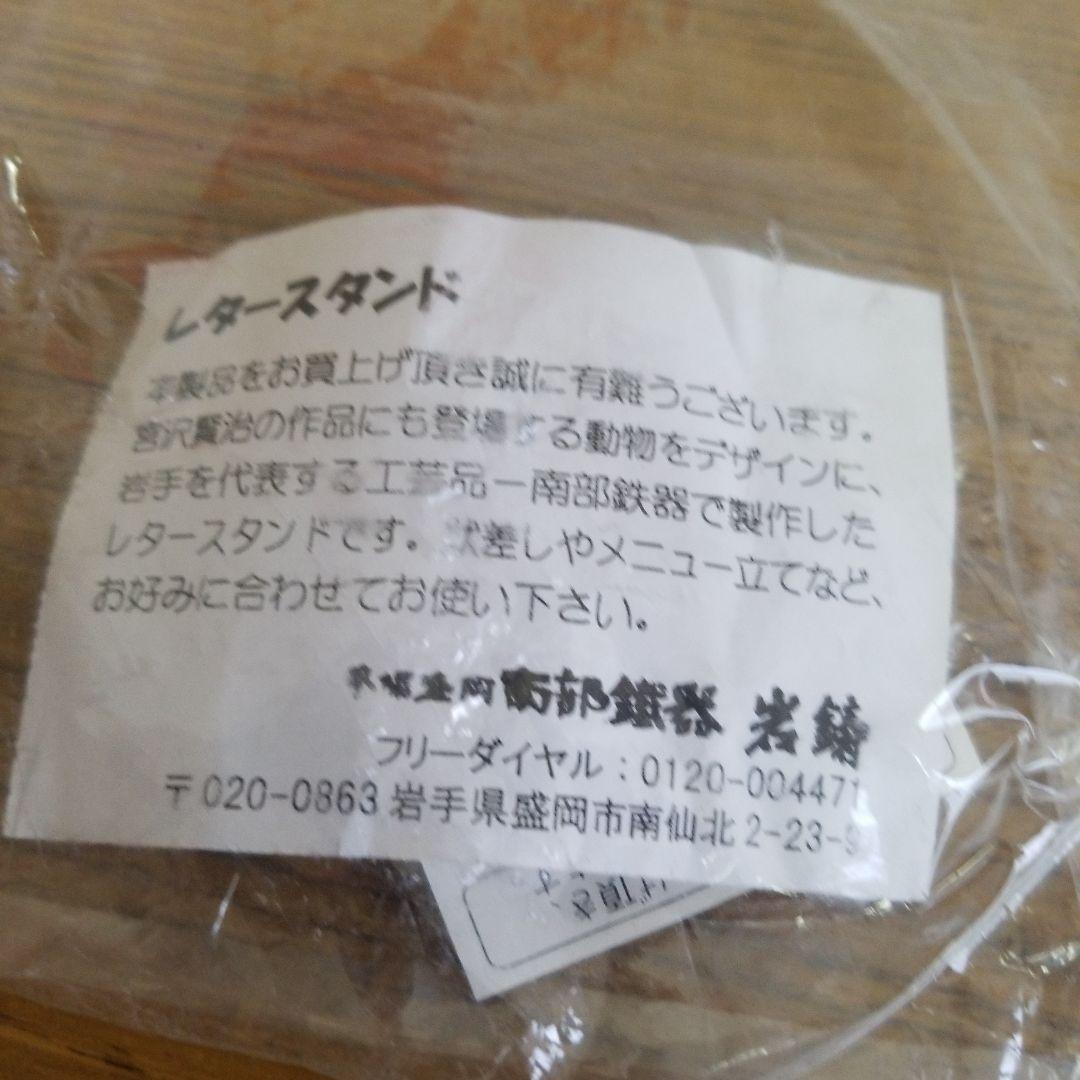 レタースタンド
本製品をお買上げ頂き誠に有難うございます。
宮沢賢治の作品にも登場する動物をデザインに、
岩手を代表する工芸品ー南部鉄器で製作した
レタースタンドです。状差しやメニュー立てなど、
お好みに合わせてお使い下さい。
盛岡 南部鐵器 岩鋳
フリーダイヤル：0120-004471
〒020-0863 岩手県盛岡市南仙北2-23-9